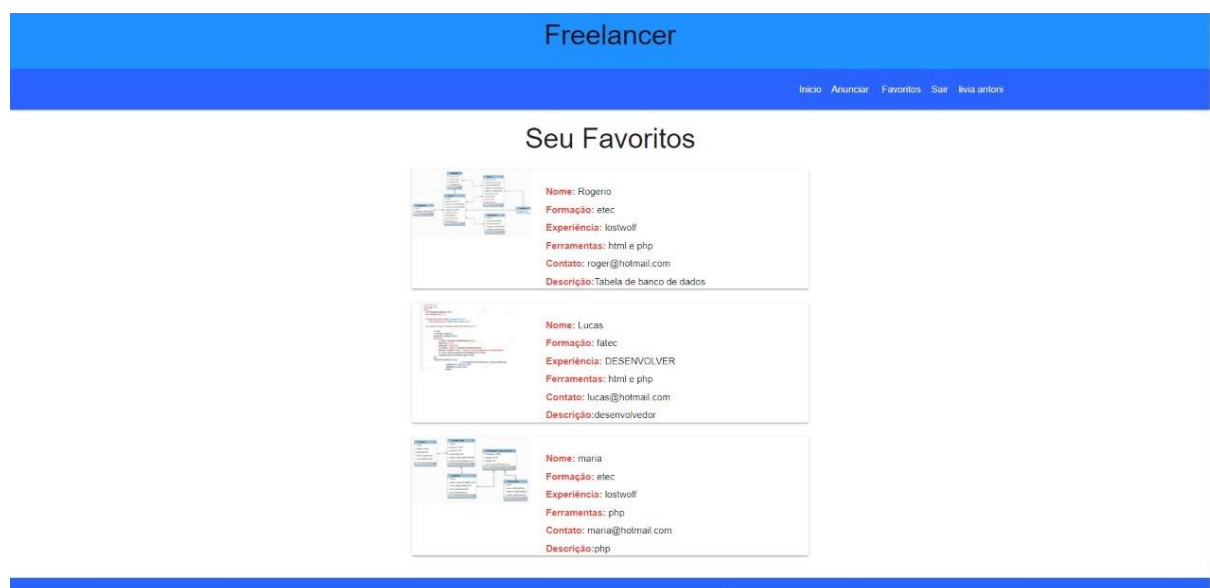 Freelancer
Inicio Anunciar Favoritos Sair livia antoni
Seu Favoritos
Nome: Rogerio
Formação: etec
Experiência: lostwolf
Ferramentas: html e php
Contato: roger@hotmail.com
Descrição:Tabela de banco de dados
Nome: Lucas
Formação: fatec
Experiência: DESENVOLVER
Ferramentas: html e php
Contato: lucas@hotmail.com
Descrição:desenvolvedor
Nome: maria
Formação: etec
Experiência: lostwolf
Ferramentas: php
Contato: maria@hotmail.com
Descrição:php